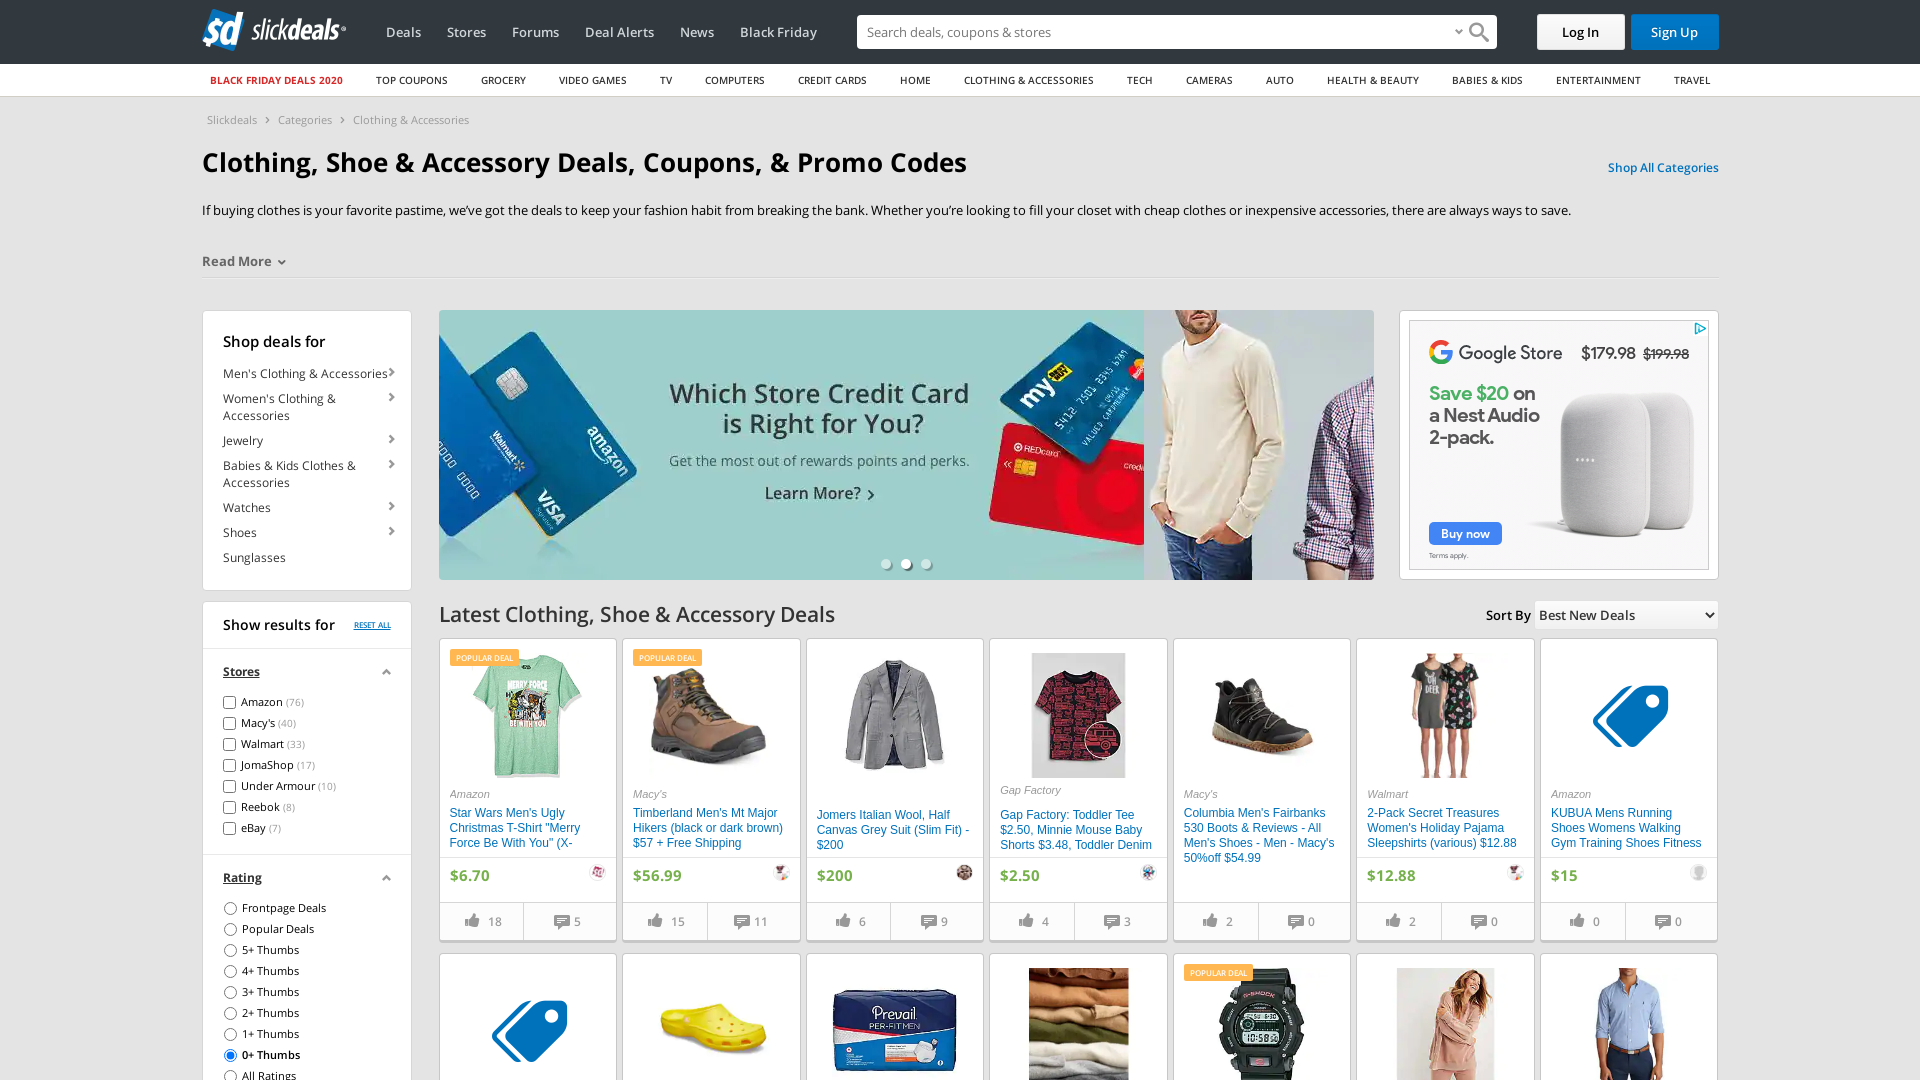 slickdeals
Deals
Stores
Forums
Deal Alerts
News
Black Friday
Search deals, coupons & stores
Log In
Sign Up
BLACK FRIDAY DEALS 2020
TOP COUPONS
GROCERY
VIDEO GAMES
TV
COMPUTERS
CREDIT CARDS
HOME
CLOTHING & ACCESSORIES
TECH
CAMERAS
AUTO
HEALTH & BEAUTY
BABIES & KIDS
ENTERTAINMENT
TRAVEL
Slickdeals > Categories > Clothing & Accessories
Clothing, Shoe & Accessory Deals, Coupons, & Promo Codes
Shop All Categories
If buying clothes is your favorite pastime, we’ve got the deals to keep your fashion habit from breaking the bank. Whether you’re looking to fill your closet with cheap clothes or inexpensive accessories, there are always ways to save.
Read More
Shop deals for
Men's Clothing & Accessories
Women's Clothing &
Accessories
Jewelry
Babies & Kids Clothes &
Accessories
Watches
Shoes
Sunglasses
Walmart
amazon
VISA
Which Store Credit Card
is Right for You?
Get the most out of rewards points and perks.
Learn More?
my BEST BUY
REDcard
Google Store
$179.98 $199.98
Save $20 on
a Nest Audio
2-pack.
Buy now
Terms apply.
Show results for
RESET ALL
Stores
Amazon (76)
Macy's (40)
Walmart (33)
JomaShop (17)
Under Armour (10)
Reebok (8)
eBay (7)
Rating
Frontpage Deals
Popular Deals
5+ Thumbs
4+ Thumbs
3+ Thumbs
2+ Thumbs
1+ Thumbs
0+ Thumbs
All Ratings
Latest Clothing, Shoe & Accessory Deals
Sort By
Best New Deals
POPULAR DEAL
MERRY FORCE
BE WITH YOU
Amazon
Star Wars Men's Ugly
Christmas T-Shirt "Merry
Force Be With You" (X-
$6.70
18
5
POPULAR DEAL
Macy's
Timberland Men's Mt Major
Hikers (black or dark brown)
$57 + Free Shipping
$56.99
15
11
Jomers Italian Wool, Half
Canvas Grey Suit (Slim Fit) -
$200
$200
6
9
Gap Factory
Gap Factory: Toddler Tee
$2.50, Minnie Mouse Baby
Shorts $3.48, Toddler Denim
$2.50
4
3
Macy's
Columbia Men's Fairbanks
530 Boots & Reviews - All
Men's Shoes - Men - Macy's
50%off $54.99
2
0
OH
DEER
Walmart
2-Pack Secret Treasures
Women's Holiday Pajama
Sleepshirts (various) $12.88
$12.88
2
0
Amazon
KUBUA Mens Running
Shoes Womens Walking
Gym Training Shoes Fitness
$15
0
0
Prevail
PER-FIT MEN
POPULAR DEAL
G-SHOCK
10:58